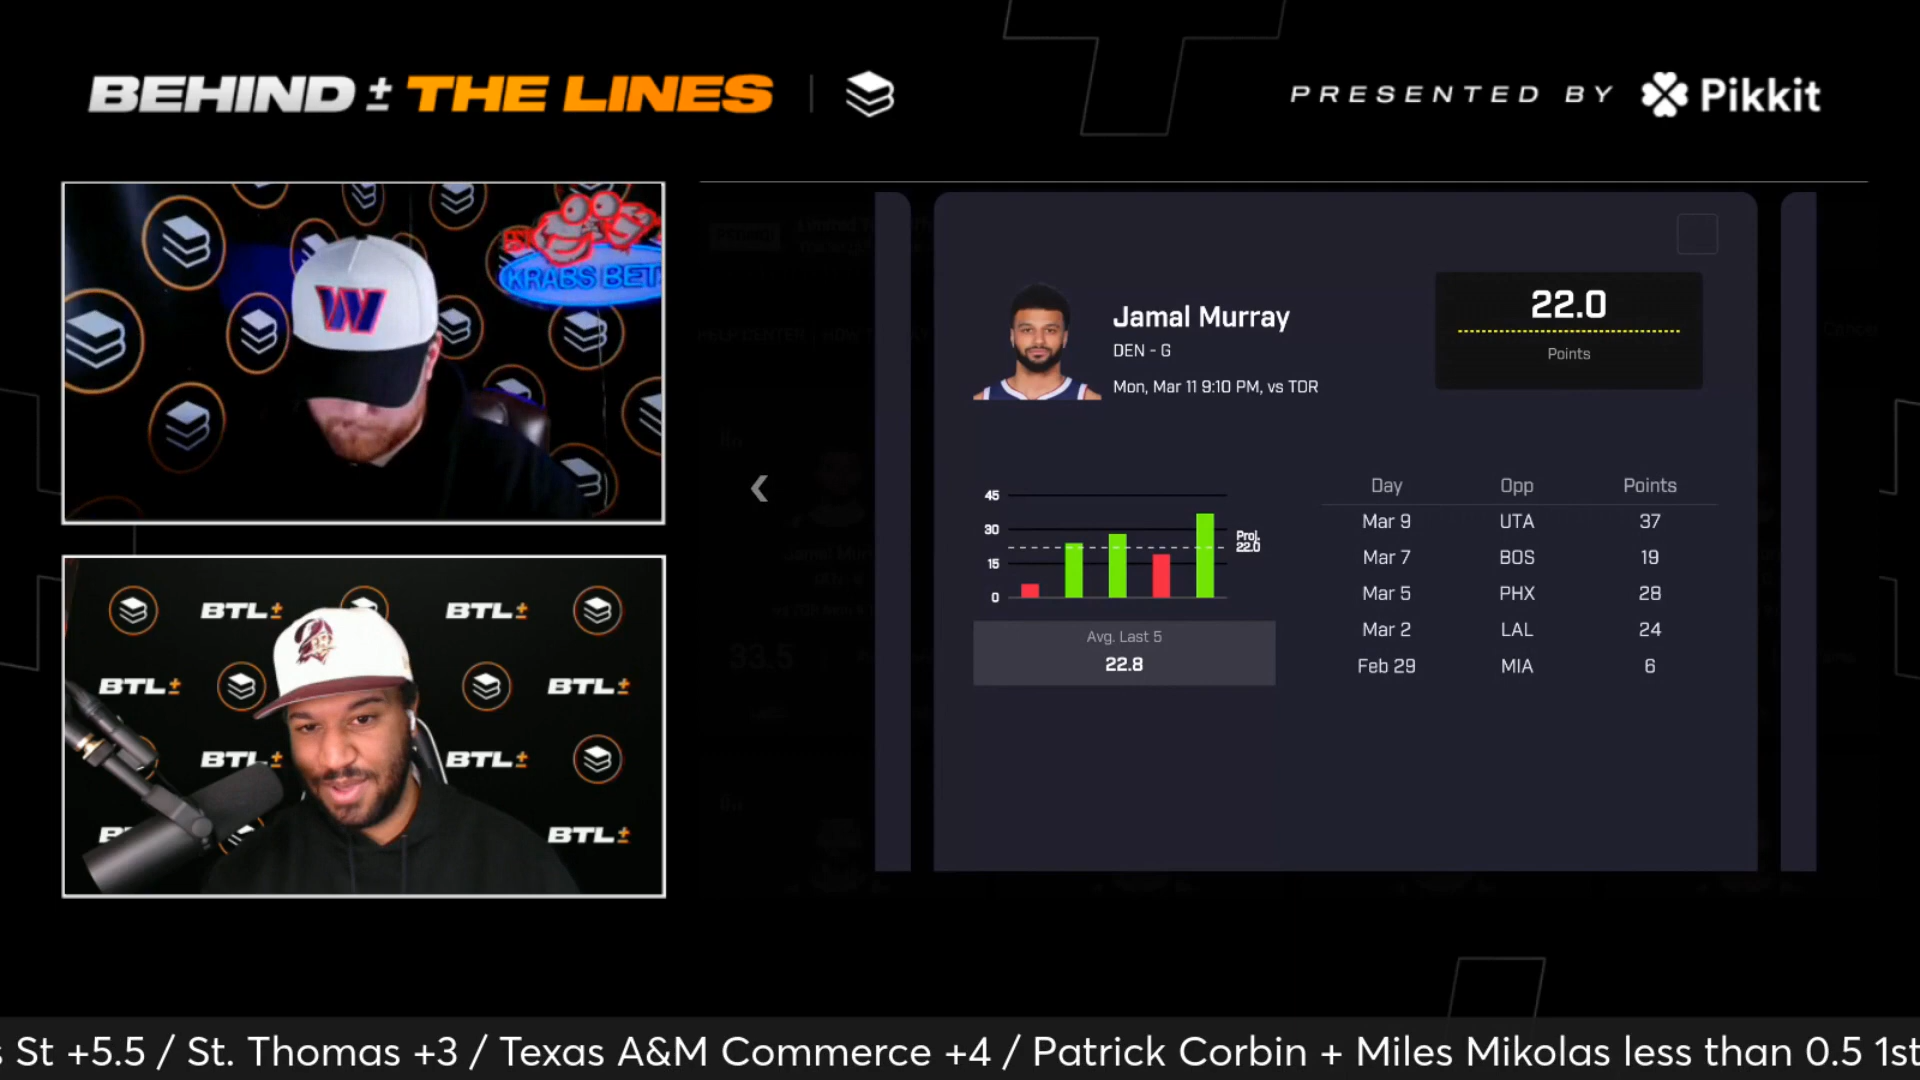 BEHIND ± THE LINES
PRESENTED BY Pikkit
KRABS BET
22.0
Points
Jamal Murray
DEN - G
Mon, Mar 11 9:10 PM, vs TOR
Day Opp Points
Mar 9 UTA 37
Mar 7 BOS 19
Mar 5 PHX 28
Mar 2 LAL 24
Feb 29 MIA 6
45
30
15
0
Proj.
22.0
Avg. Last 5
22.8
33.5
BTL± BTL±
BTL± BTL±
BTL± BTL±
BTL±
St +5.5 / St. Thomas +3 / Texas A&M Commerce +4 / Patrick Corbin + Miles Mikolas less than 0.5 1st